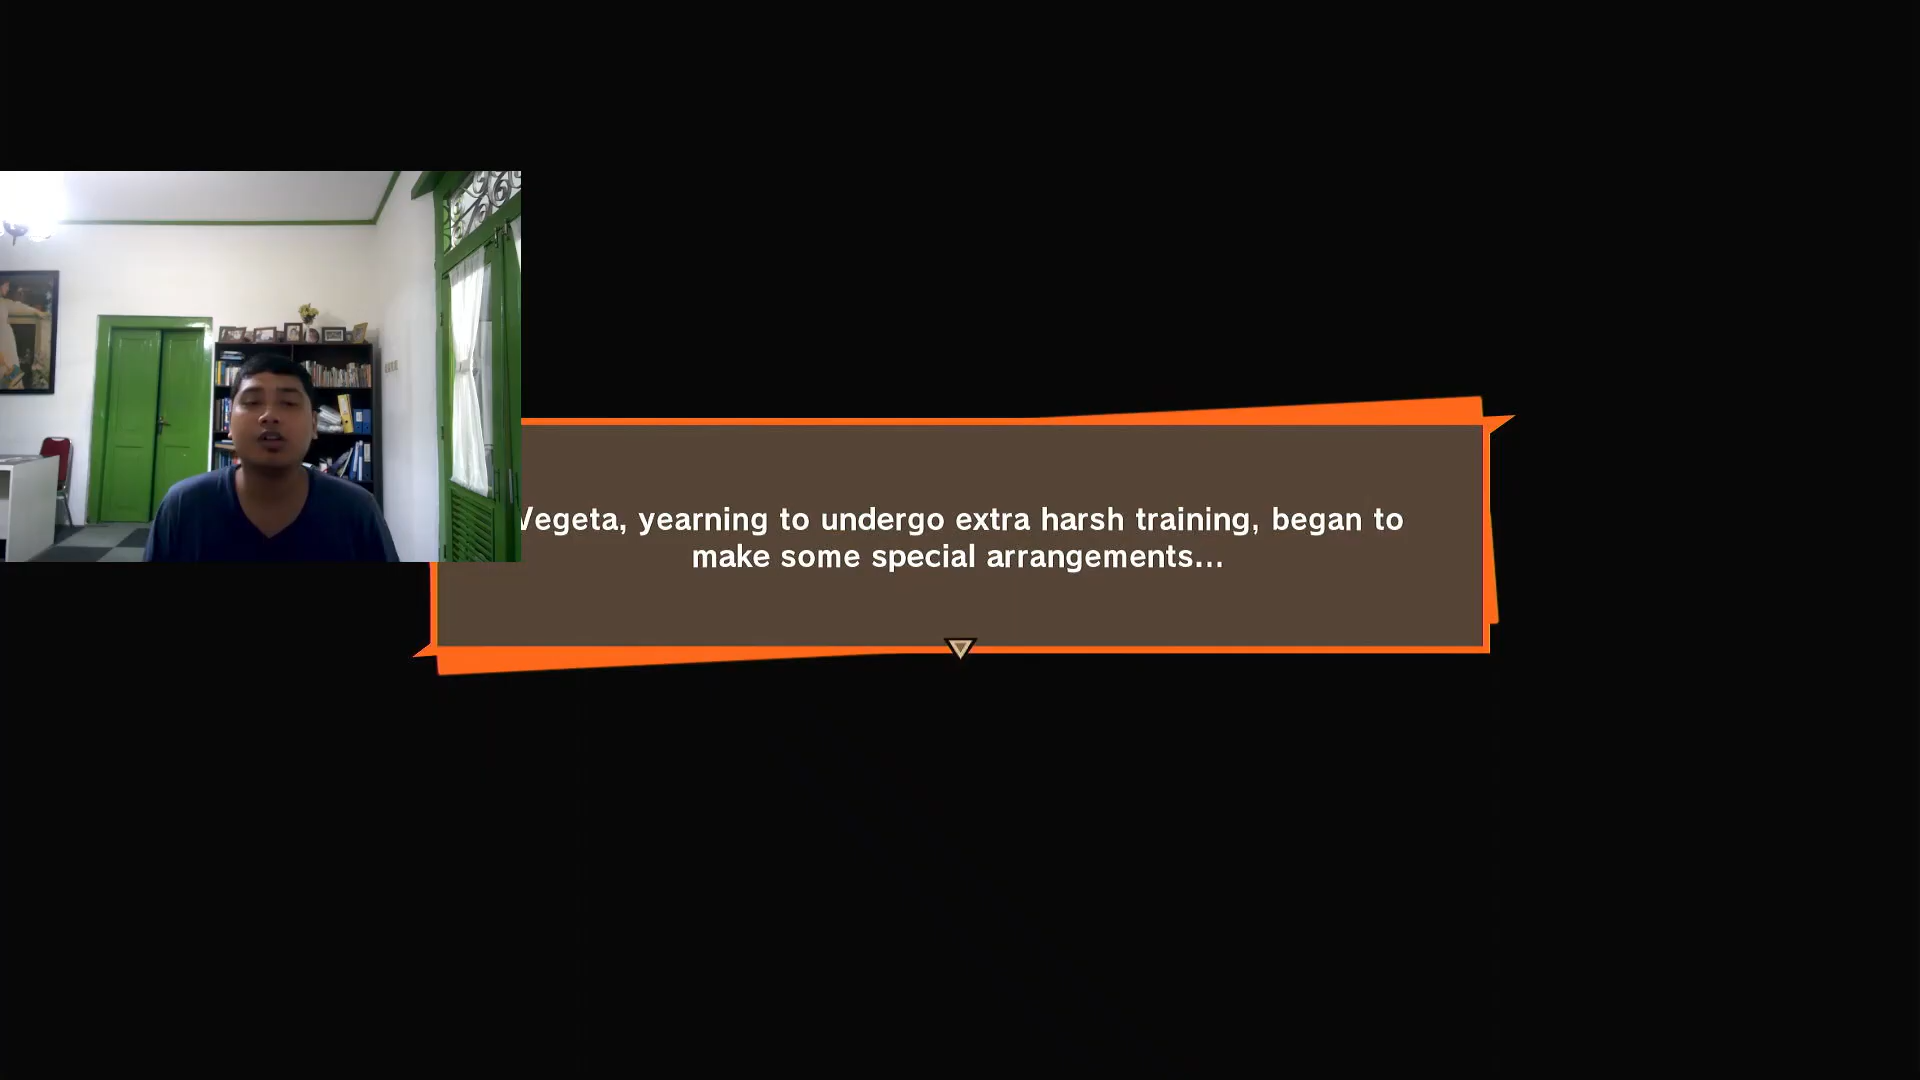 Vegeta, yearning to undergo extra harsh training, began to
make some special arrangements...